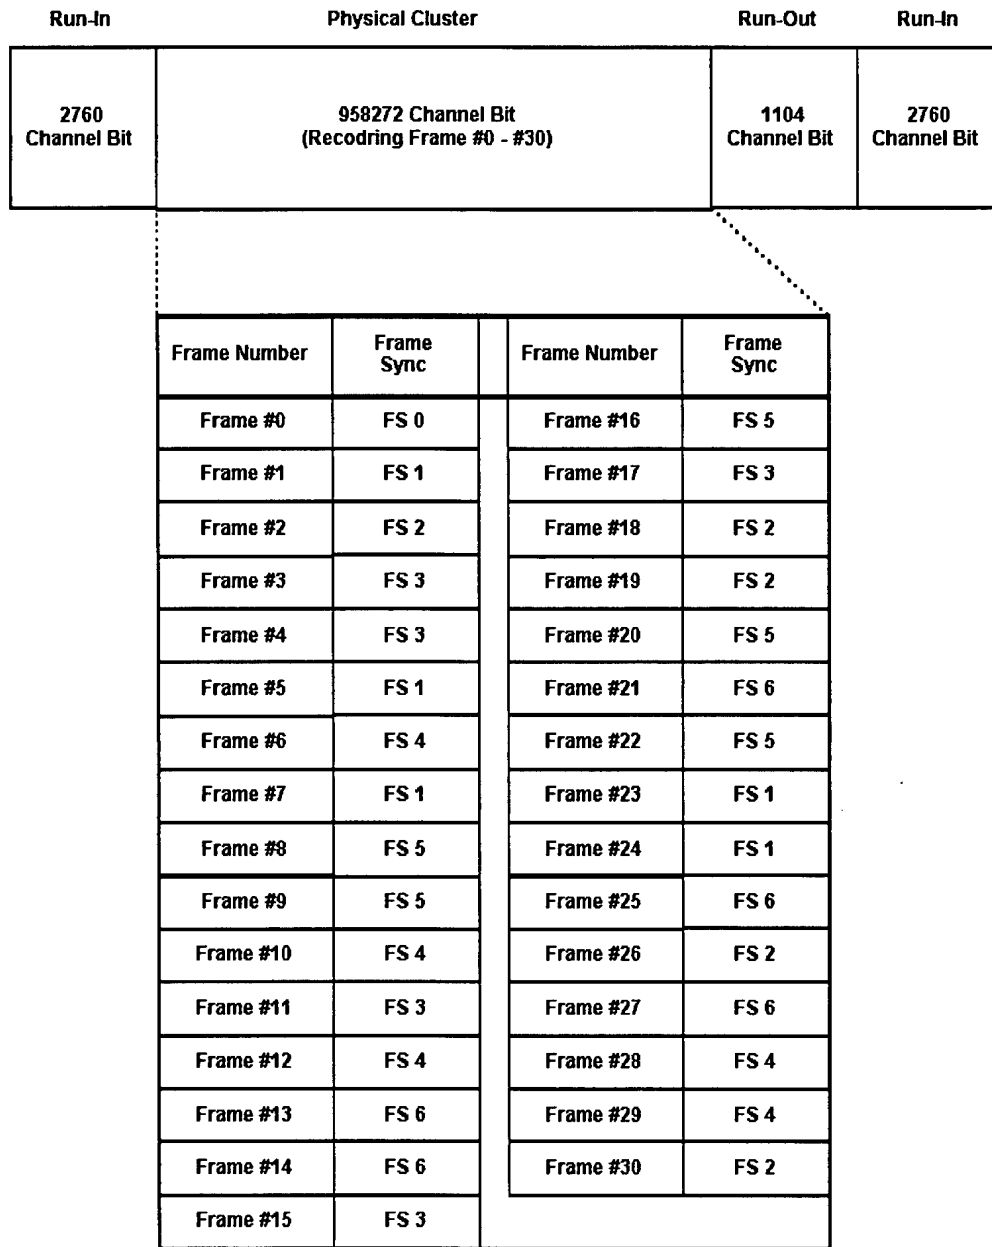 Run-In Physical Cluster Run-Out Run-In
2760 Channel Bit
958272 Channel Bit
(Recodring Frame #0 - #30)
1104 Channel Bit
2760 Channel Bit
Frame Number Frame Sync Frame Number Frame Sync
Frame #0 FS 0 Frame #16 FS 5
Frame #1 FS 1 Frame #17 FS 3
Frame #2 FS 2 Frame #18 FS 2
Frame #3 FS 3 Frame #19 FS 2
Frame #4 FS 3 Frame #20 FS 5
Frame #5 FS 1 Frame #21 FS 6
Frame #6 FS 4 Frame #22 FS 5
Frame #7 FS 1 Frame #23 FS 1
Frame #8 FS 5 Frame #24 FS 1
Frame #9 FS 5 Frame #25 FS 6
Frame #10 FS 4 Frame #26 FS 2
Frame #11 FS 3 Frame #27 FS 6
Frame #12 FS 4 Frame #28 FS 4
Frame #13 FS 6 Frame #29 FS 4
Frame #14 FS 6 Frame #30 FS 2
Frame #15 FS 3